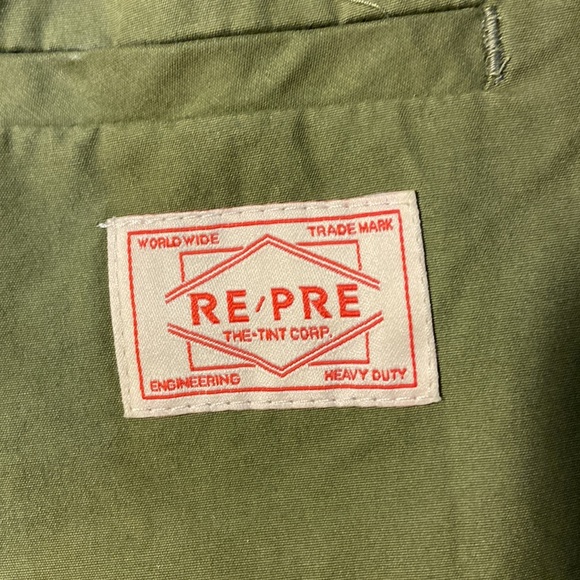 WORLD WIDE TRADE MARK
RE/PRE
THE-TINT CORP.
ENGINEERING HEAVY DUTY